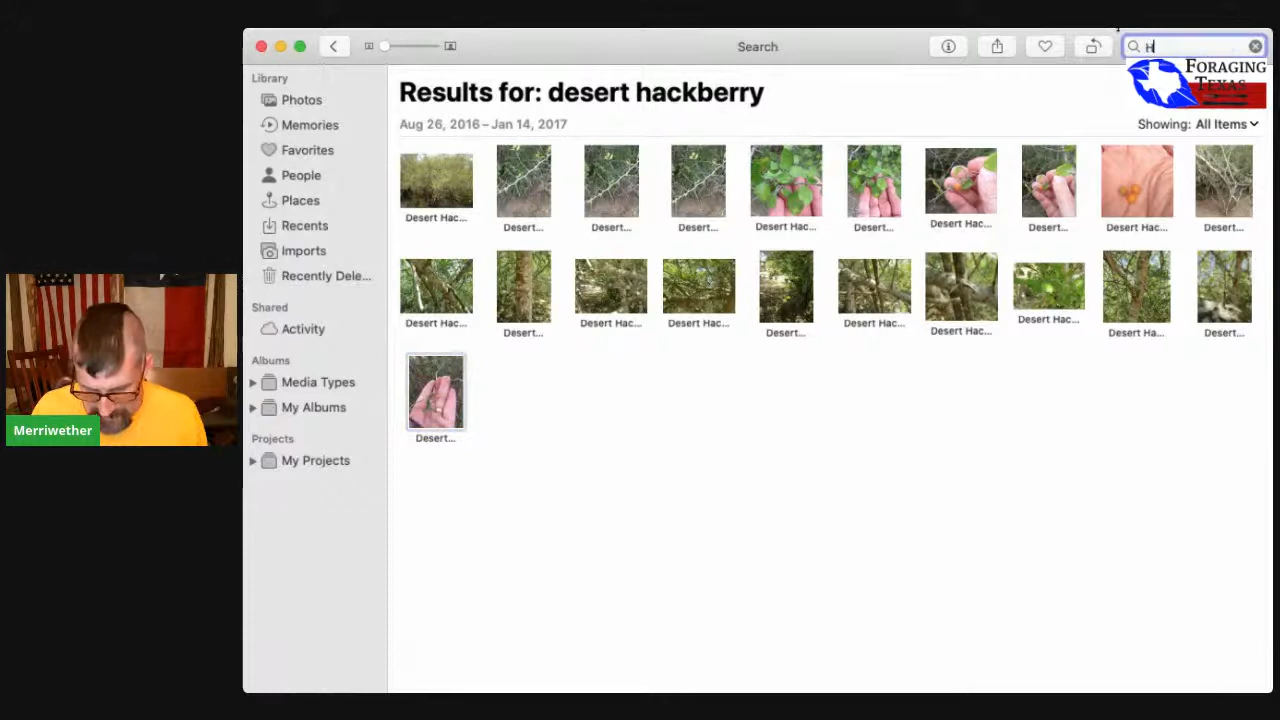 Search
H
FORAGING
TEXAS
Library
Photos
Memories
Favorites
People
Places
Recents
Imports
Recently Dele...
Shared
Activity
Albums
Media Types
My Albums
Projects
My Projects
Results for: desert hackberry
Aug 26, 2016 – Jan 14, 2017
Showing: All Items
Desert Hac...
Desert...
Desert...
Desert...
Desert Hac...
Desert...
Desert Hac...
Desert...
Desert Hac...
Desert...
Desert Hac...
Desert...
Desert Hac...
Desert Hac...
Desert...
Desert Hac...
Desert Hac...
Desert Hac...
Desert Ha...
Desert...
Desert...
Merriwether